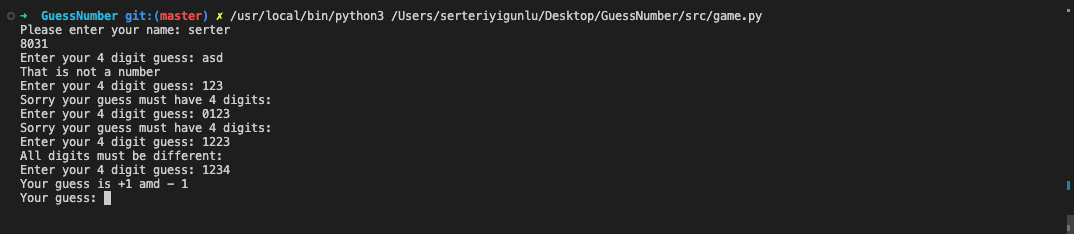 ➜ GuessNumber git:(master) ✗ /usr/local/bin/python3 /Users/serteriyigunlu/Desktop/GuessNumber/src/game.py
Please enter your name: serter
8031
Enter your 4 digit guess: asd
That is not a number
Enter your 4 digit guess: 123
Sorry your guess must have 4 digits:
Enter your 4 digit guess: 0123
Sorry your guess must have 4 digits:
Enter your 4 digit guess: 1223
All digits must be different:
Enter your 4 digit guess: 1234
Your guess is +1 amd - 1
Your guess: